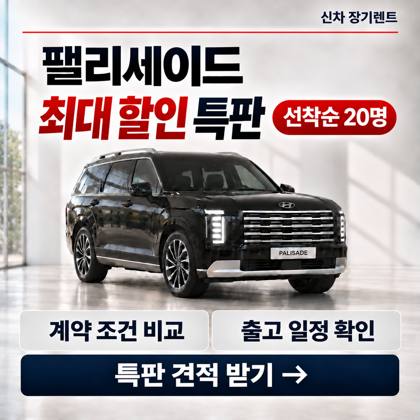 신차 장기렌트
팰리세이드
최대 할인 특판
선착순 20명
PALISADE
계약 조건 비교
출고 일정 확인
특판 견적 받기 →